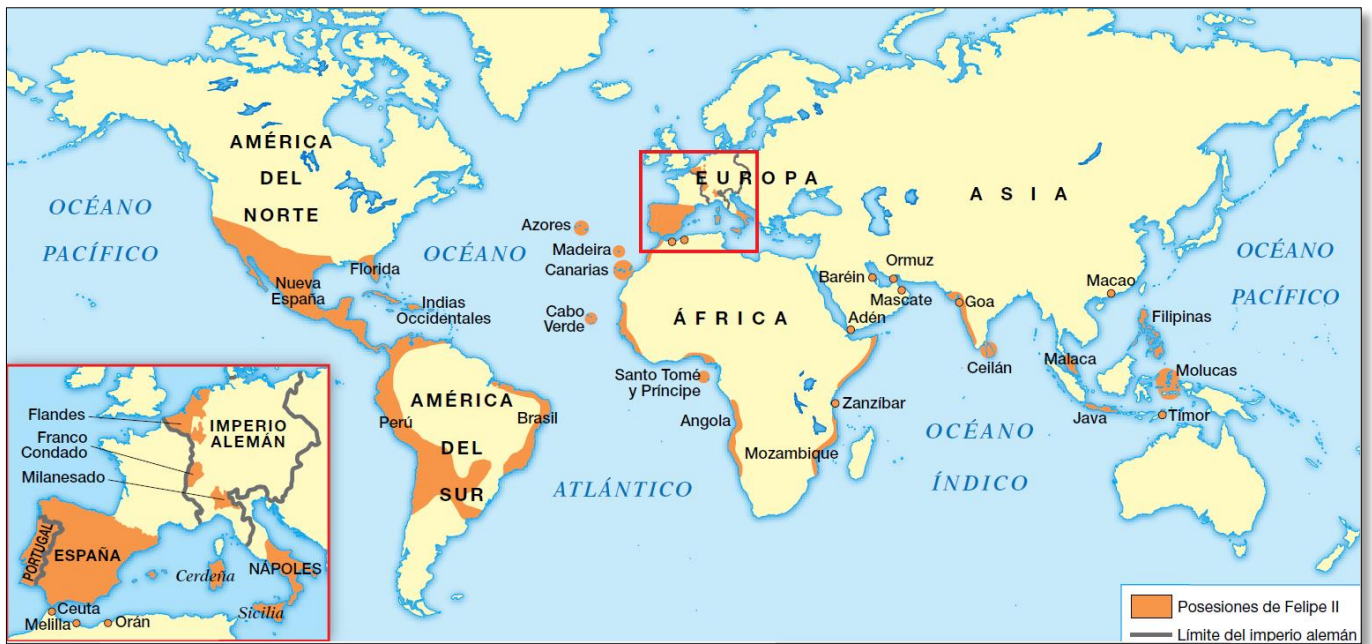 AMÉRICA
DEL
NORTE
OCÉANO
PACÍFICO
Nueva
España
Florida
Indias
Occidentales
OCÉANO
ATLÁNTICO
Azores
Madeira
Canarias
Cabo
Verde
AMÉRICA
DEL
SUR
Perú
Brasil
EUROPA
ASIA
ÁFRICA
Santo Tomé
y Príncipe
Angola
Mozambique
Zanzíbar
Baréin
Ormuz
Mascate
Adén
Goa
Ceilán
Macao
Filipinas
Malaca
Molucas
Java
Timor
OCÉANO
ÍNDICO
OCÉANO
PACÍFICO
Flandes
Franco
Condado
Milanesado
IMPERIO
ALEMÁN
PORTUGAL
ESPAÑA
Cerdeña
NÁPOLES
Sicilia
Ceuta
Melilla
Orán
Posesiones de Felipe II
Límite del imperio alemán